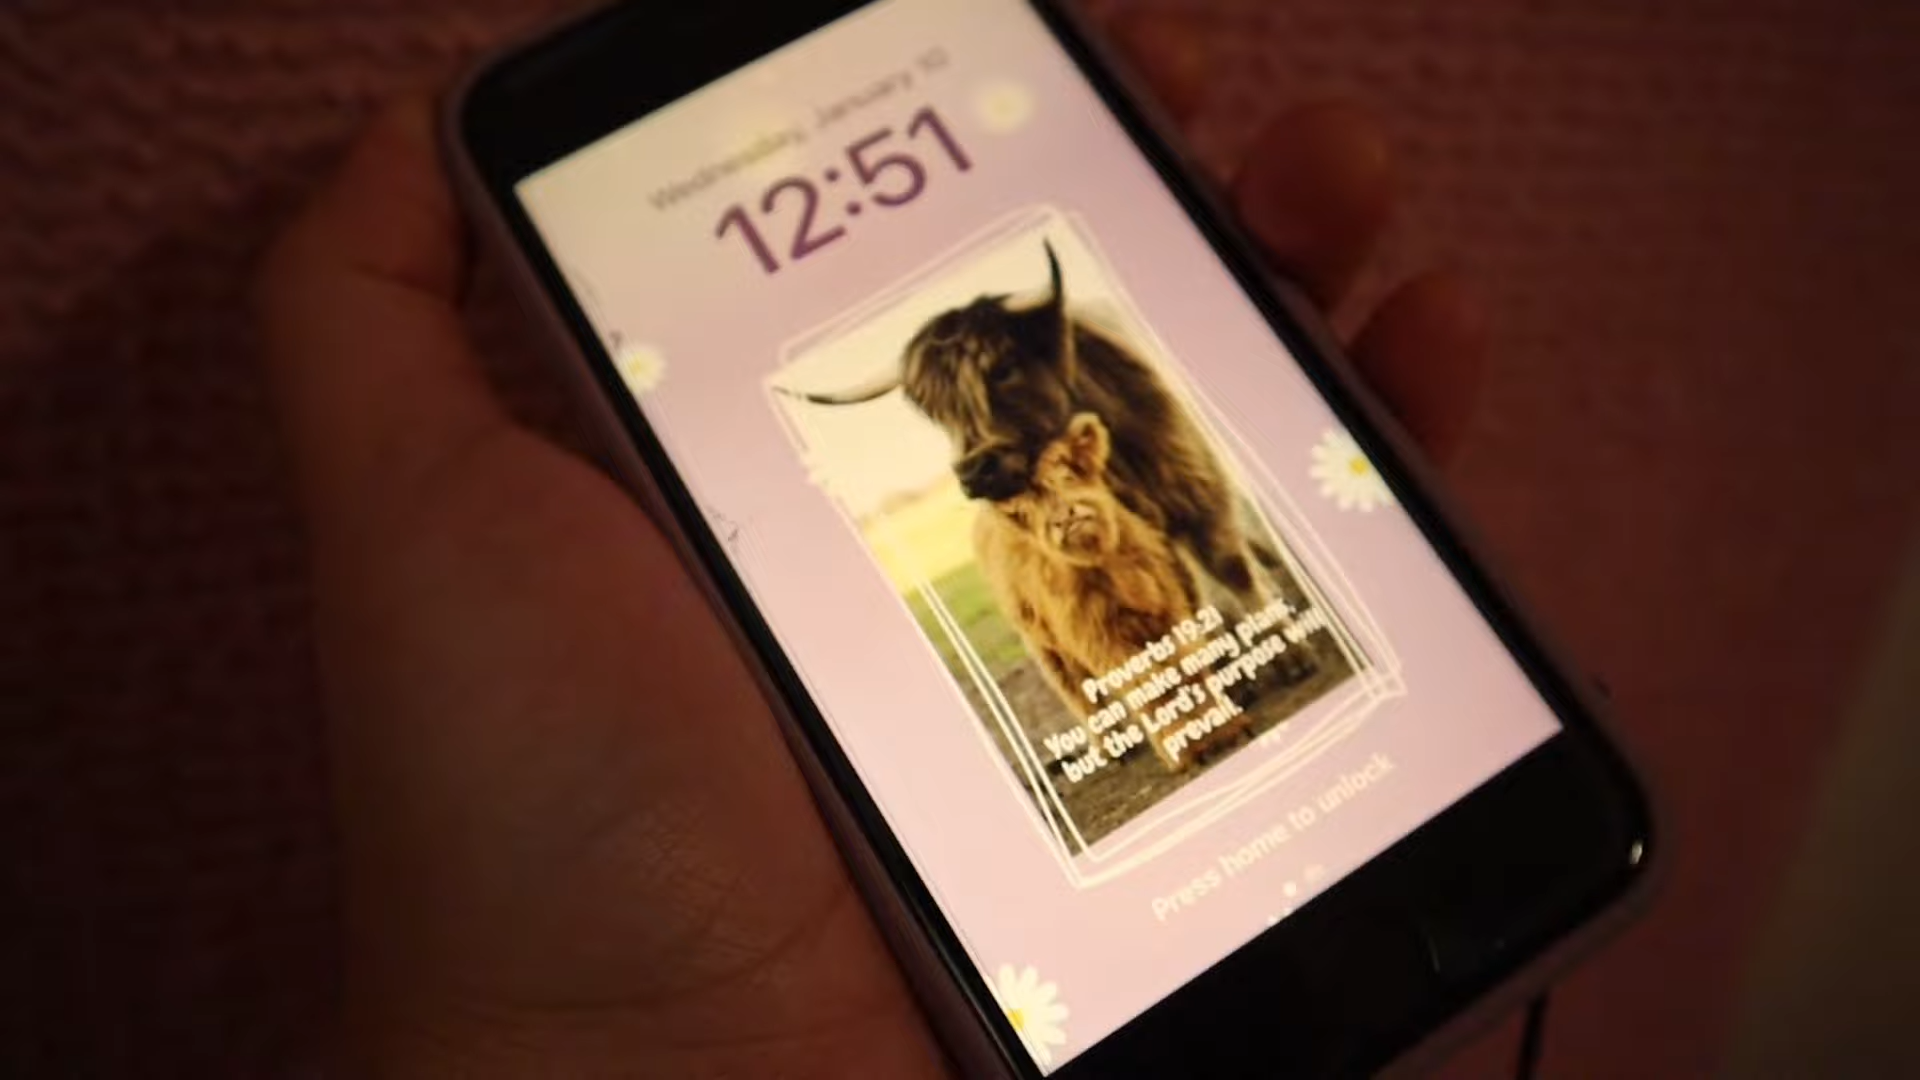 Wednesday, January 10
12:51
Proverbs 19:21
You can make many plans,
but the Lord's purpose will
prevail.
Press home to unlock